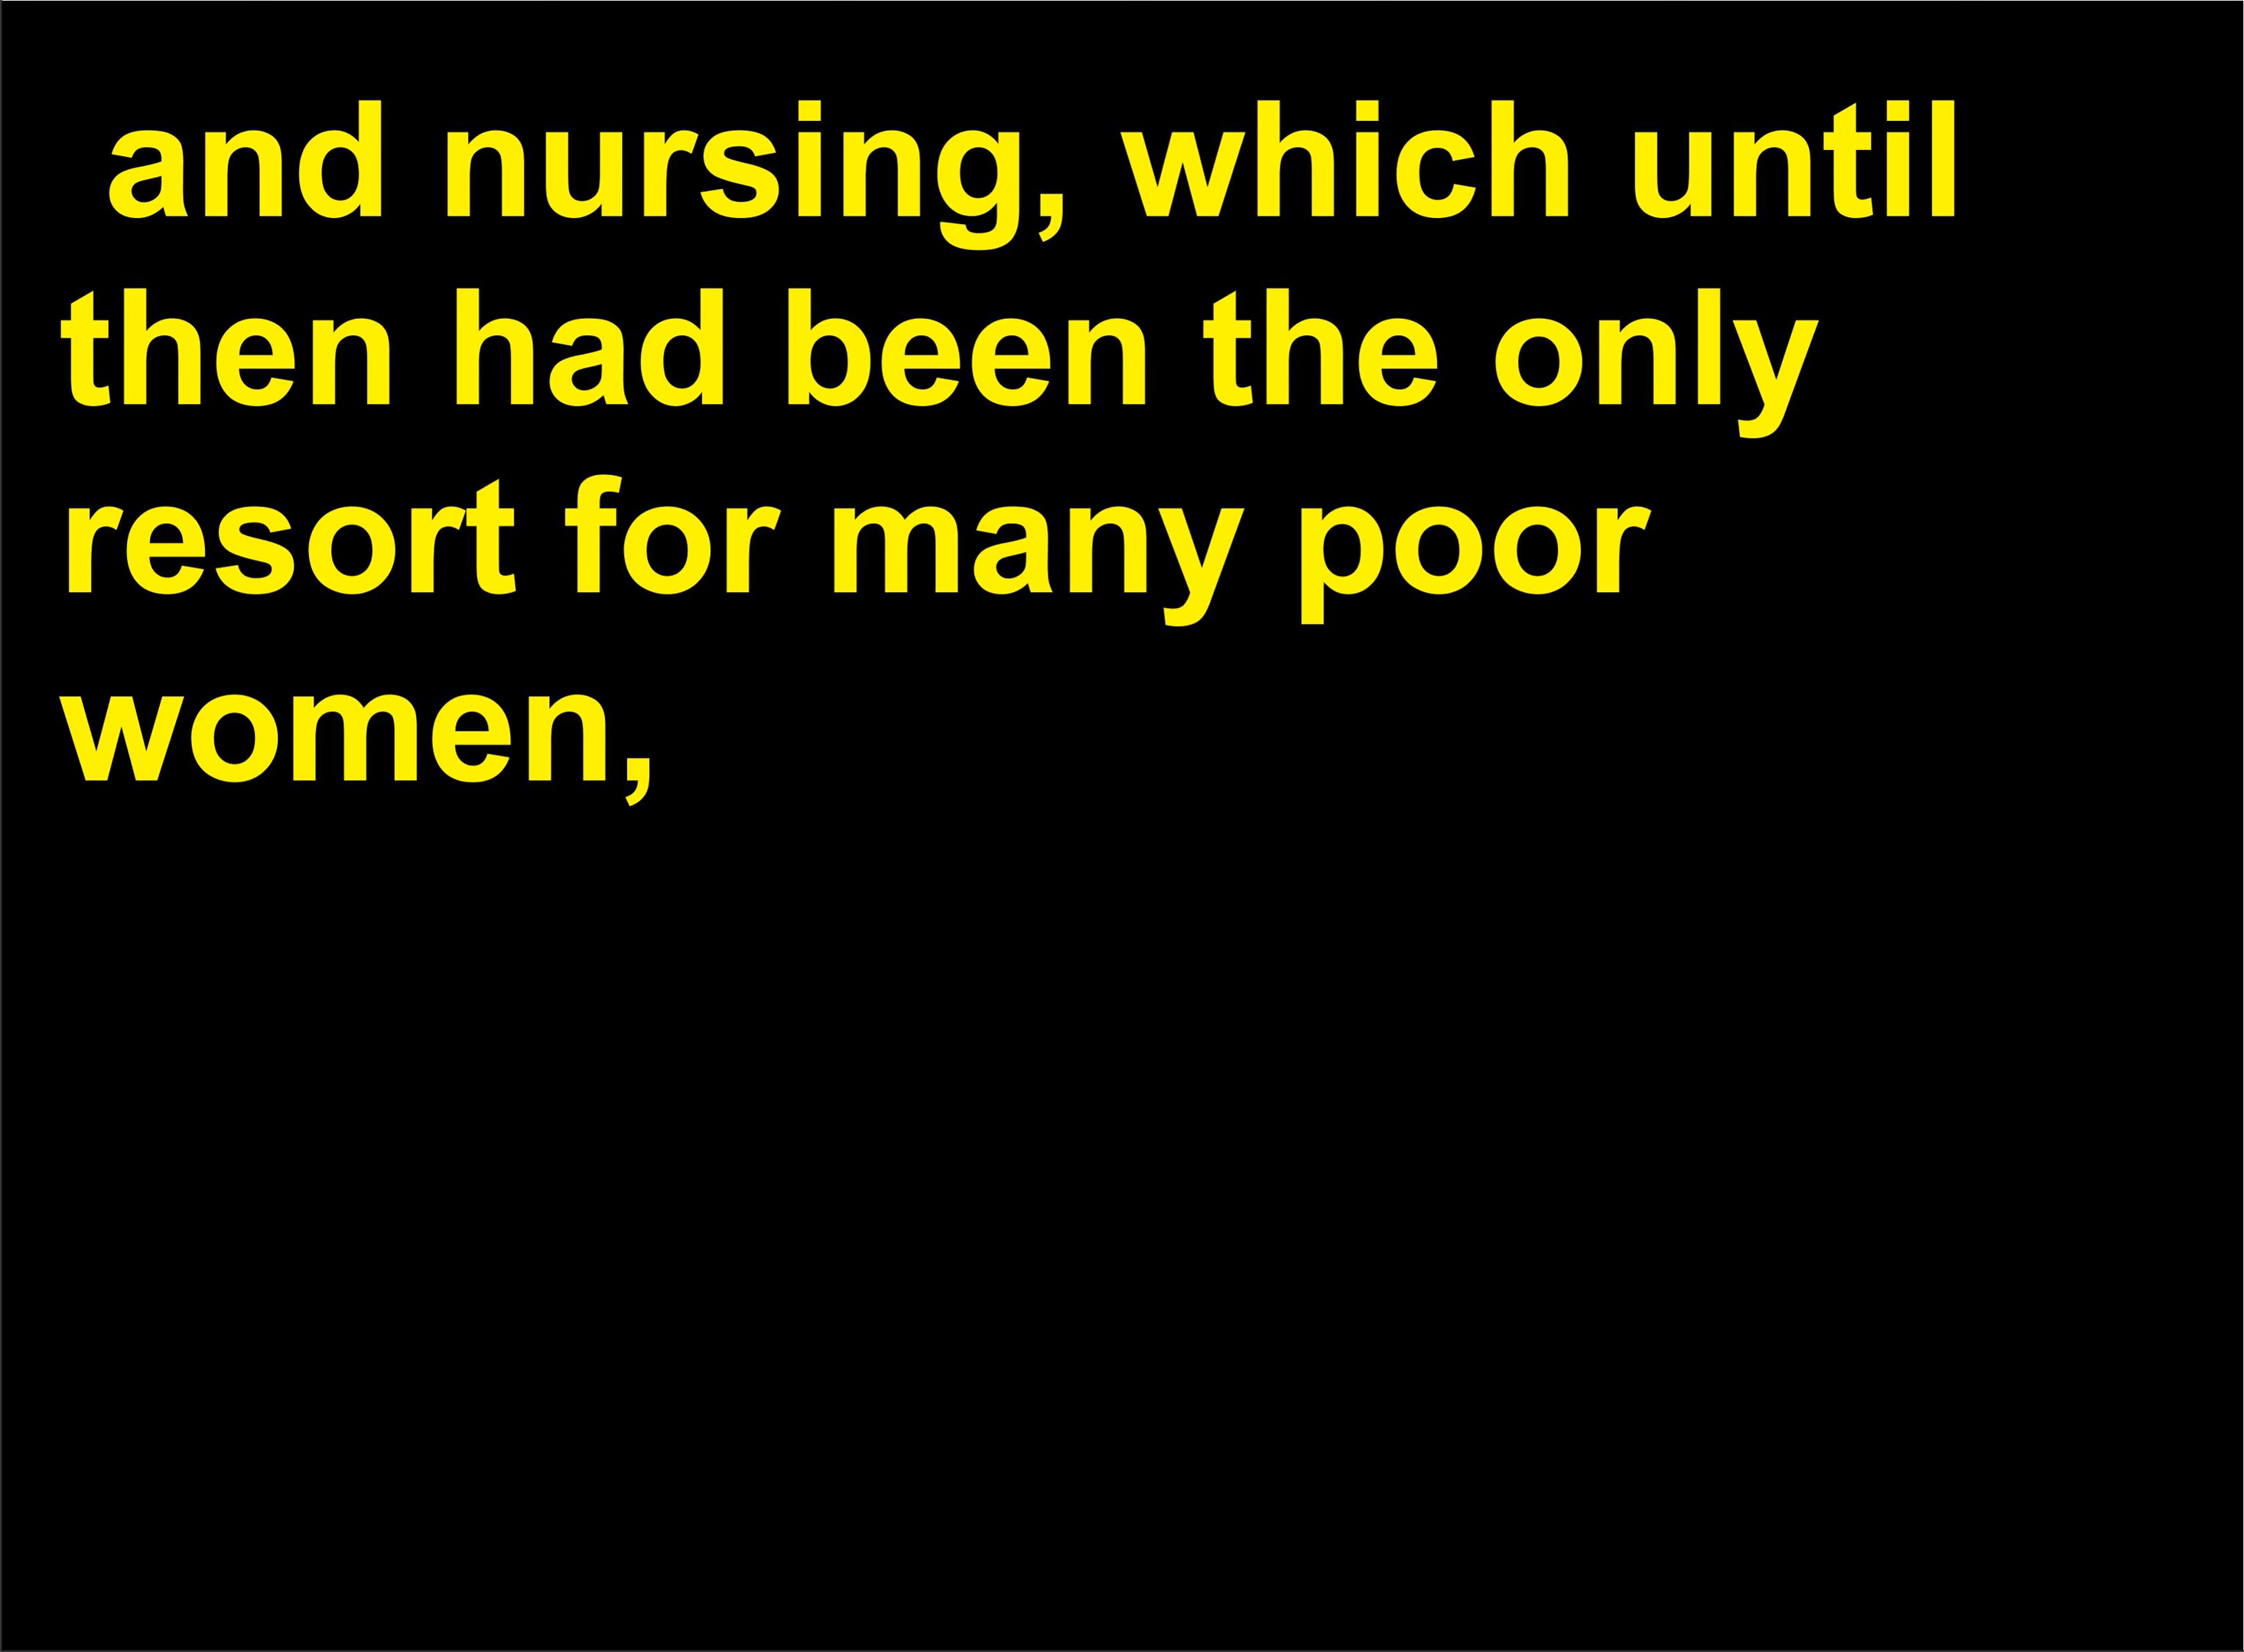 and nursing, which until
then had been the only
resort for many poor
women,